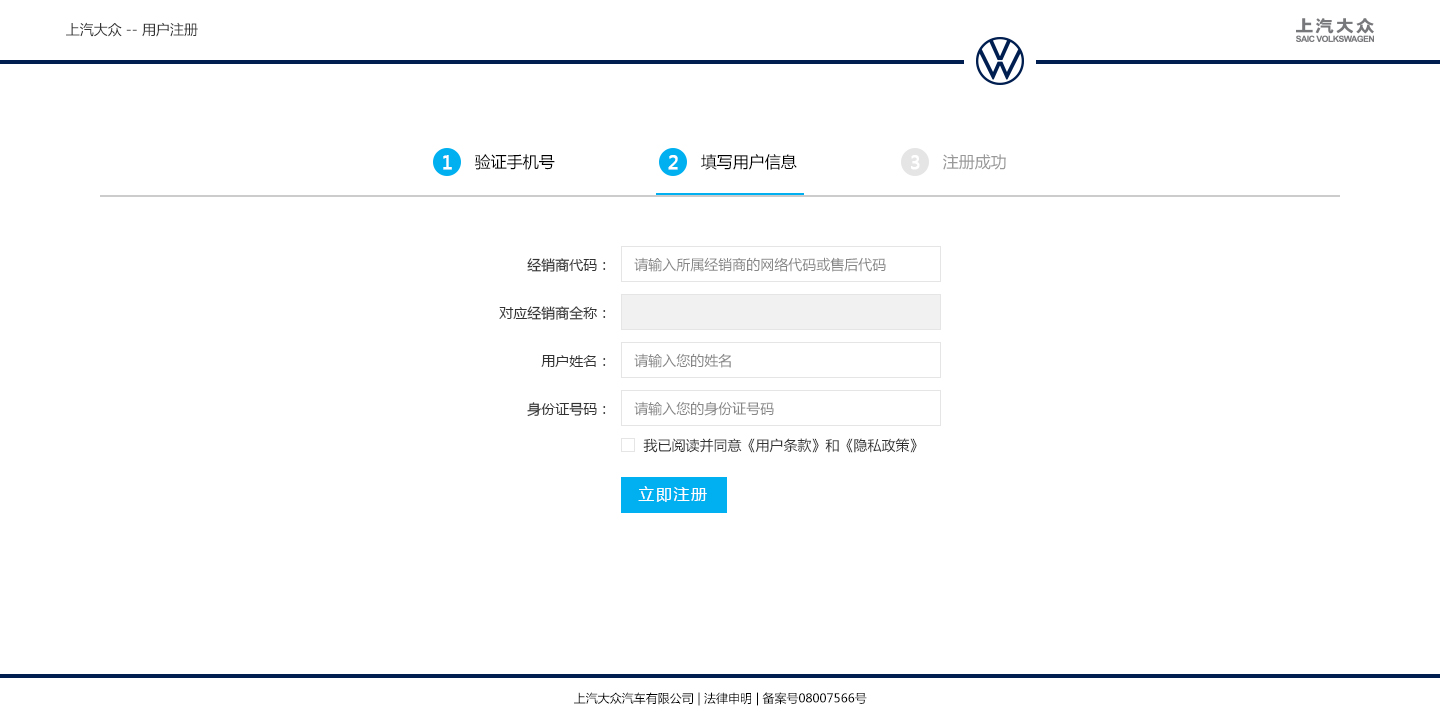 上汽大众 -- 用户注册
上汽大众
SAIC VOLKSWAGEN
1 验证手机号
2 填写用户信息
3 注册成功
经销商代码： 请输入所属经销商的网络代码或售后代码
对应经销商全称：
用户姓名： 请输入您的姓名
身份证号码： 请输入您的身份证号码
我已阅读并同意《用户条款》和《隐私政策》
立即注册
上汽大众汽车有限公司 | 法律申明 | 备案号08007566号